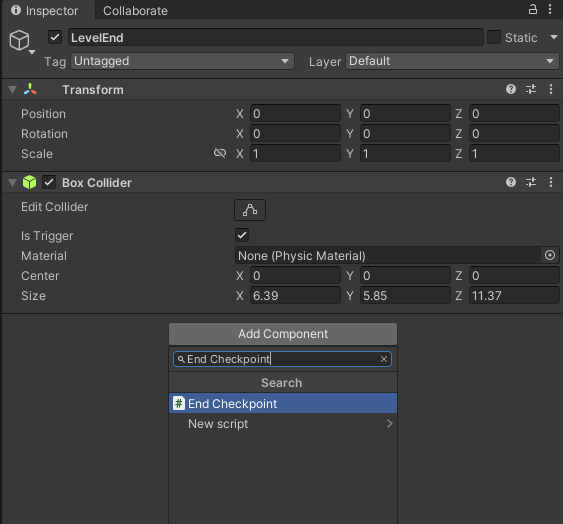 Inspector Collaborate
LevelEnd Static
Tag Untagged Layer Default
Transform
Position X 0 Y 0 Z 0
Rotation X 0 Y 0 Z 0
Scale X 1 Y 1 Z 1
Box Collider
Edit Collider
Is Trigger
Material None (Physic Material)
Center X 0 Y 0 Z 0
Size X 6.39 Y 5.85 Z 11.37
Add Component
End Checkpoint
Search
End Checkpoint
New script